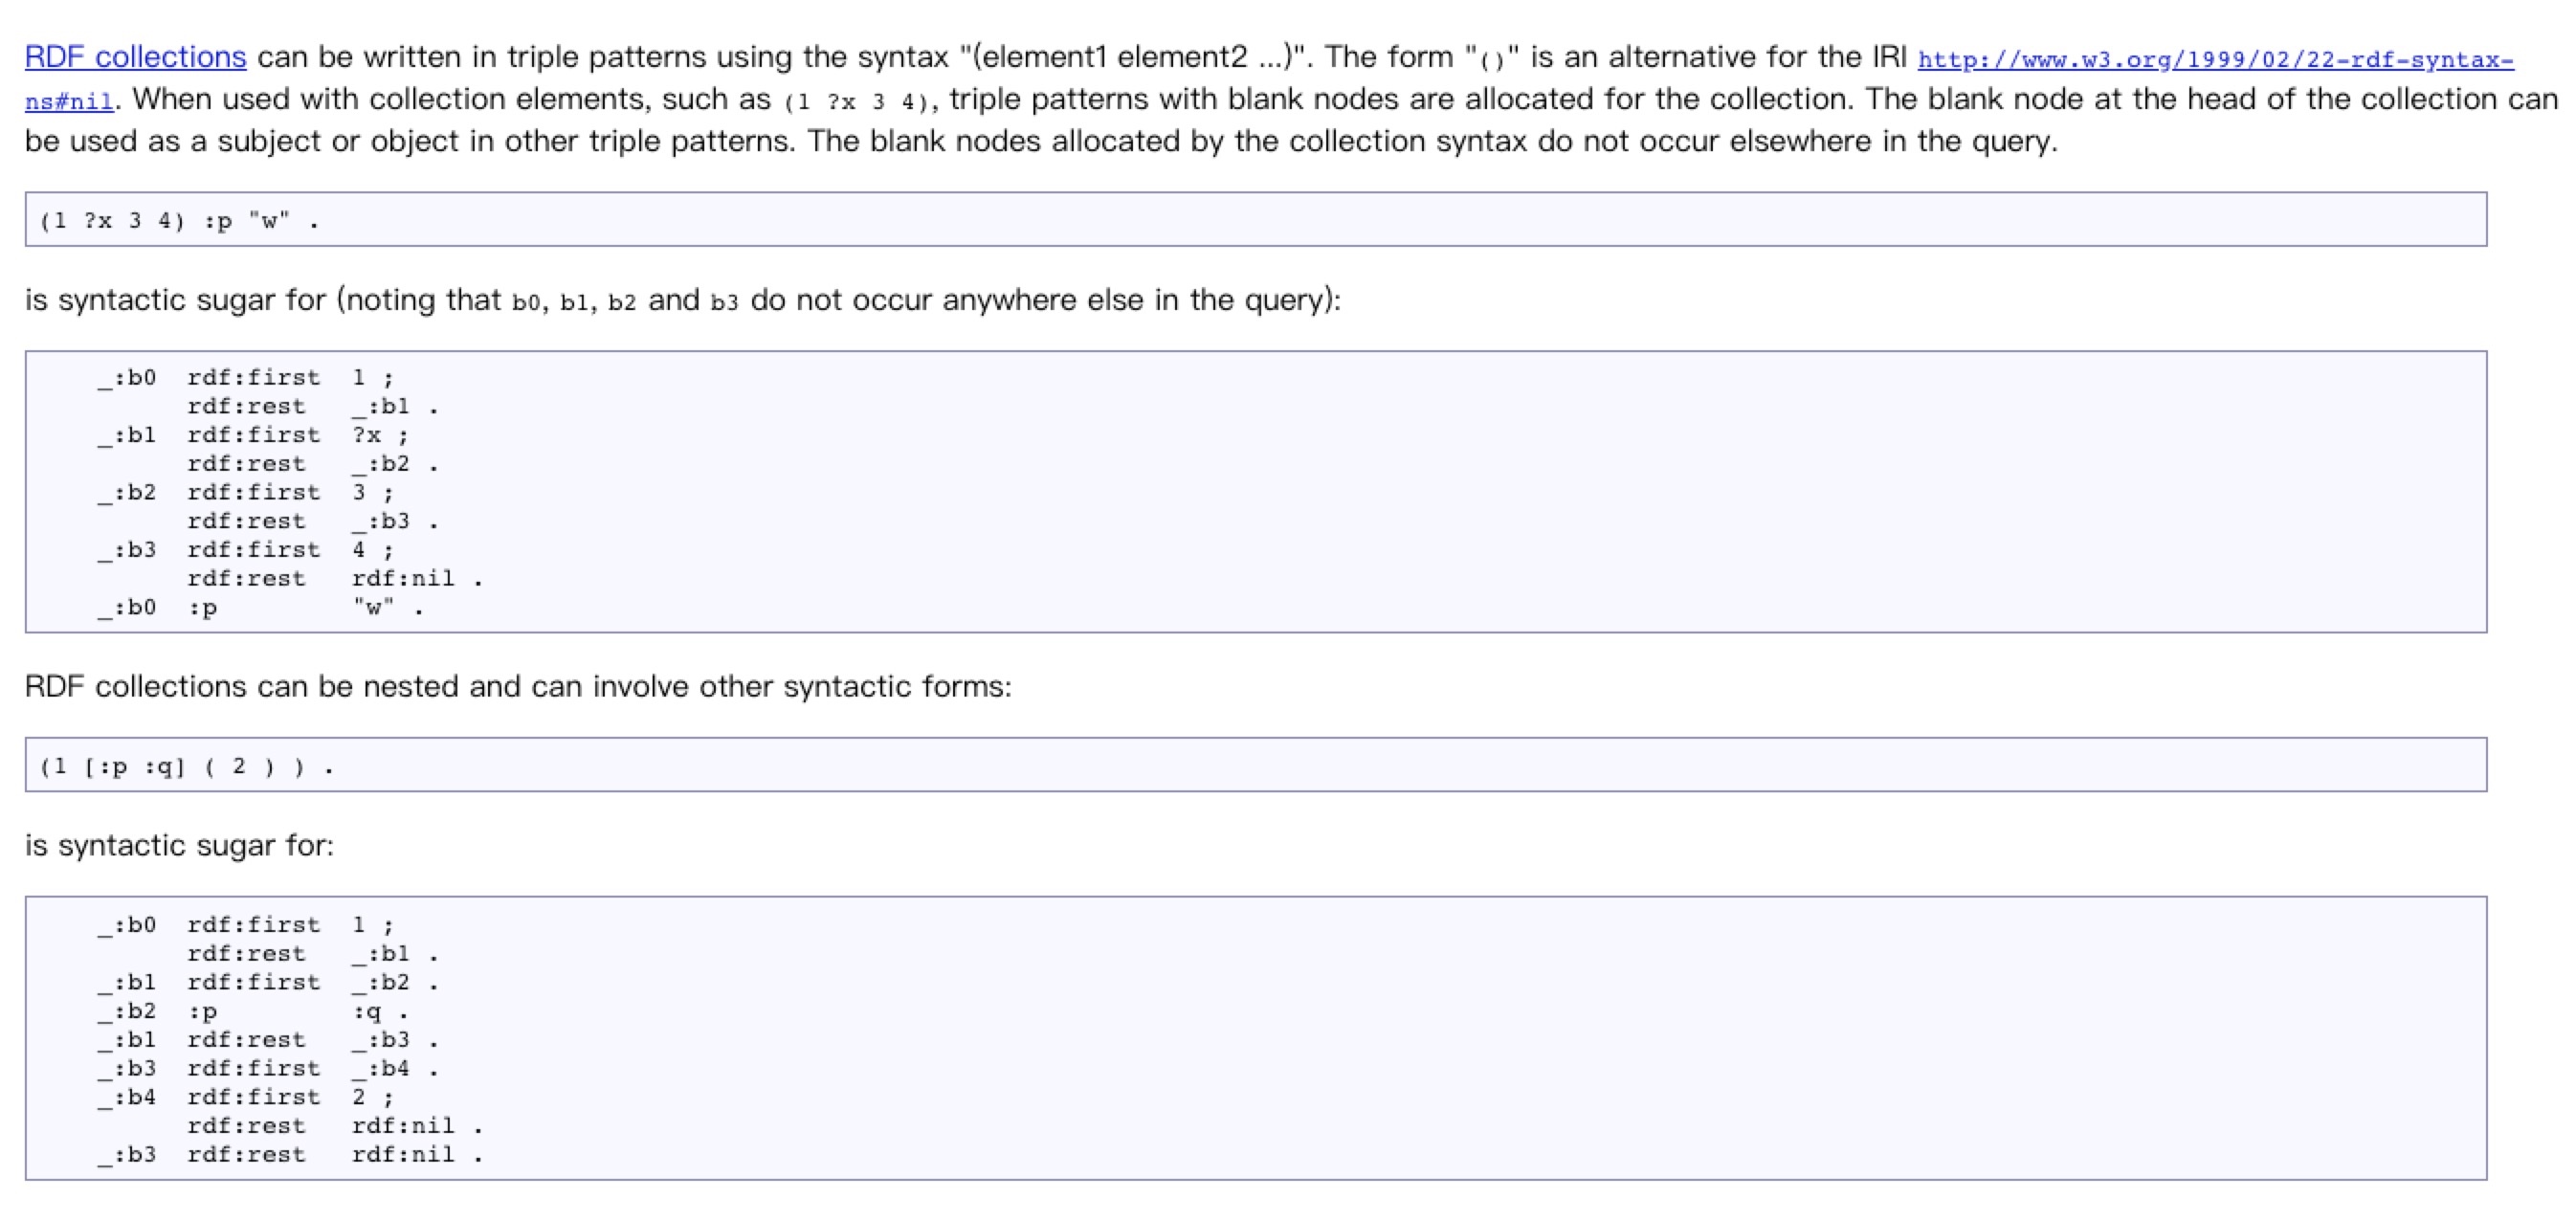 RDF collections can be written in triple patterns using the syntax "(element1 element2 ...)". The form "()" is an alternative for the IRI http://www.w3.org/1999/02/22-rdf-syntax-
ns#nil. When used with collection elements, such as (1 ?x 3 4), triple patterns with blank nodes are allocated for the collection. The blank node at the head of the collection can
be used as a subject or object in other triple patterns. The blank nodes allocated by the collection syntax do not occur elsewhere in the query.
(1 ?x 3 4) :p "w" .
is syntactic sugar for (noting that b0, b1, b2 and b3 do not occur anywhere else in the query):
_:b0  rdf:first  1 ;
rdf:rest   _:b1 .
_:b1  rdf:first  ?x ;
rdf:rest   _:b2 .
_:b2  rdf:first  3 ;
rdf:rest   _:b3 .
_:b3  rdf:first  4 ;
rdf:rest   rdf:nil .
_:b0  :p         "w" .
RDF collections can be nested and can involve other syntactic forms:
(1 [:p :q] ( 2 ) ) .
is syntactic sugar for:
_:b0  rdf:first  1 ;
rdf:rest   _:b1 .
_:b1  rdf:first  _:b2 .
_:b2  :p         :q .
_:b1  rdf:rest   _:b3 .
_:b3  rdf:first  _:b4 .
_:b4  rdf:first  2 ;
rdf:rest   rdf:nil .
_:b3  rdf:rest   rdf:nil .